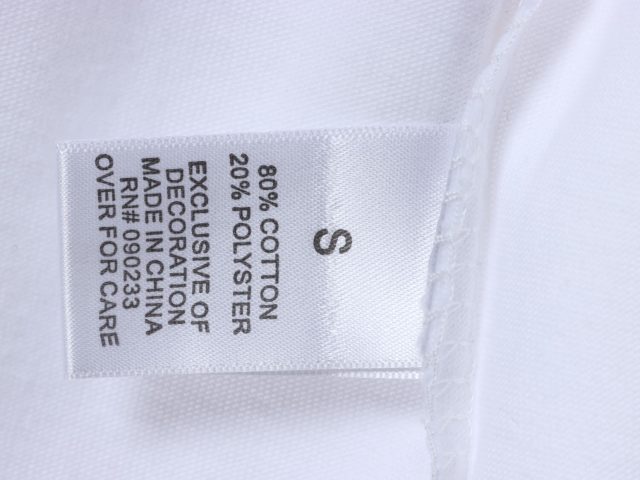 S
80% COTTON
20% POLYSTER
EXCLUSIVE OF
DECORATION
MADE IN CHINA
RN# 090233
OVER FOR CARE